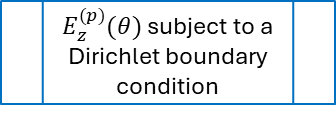 E_z^{(p)}(θ) subject to a
Dirichlet boundary
condition